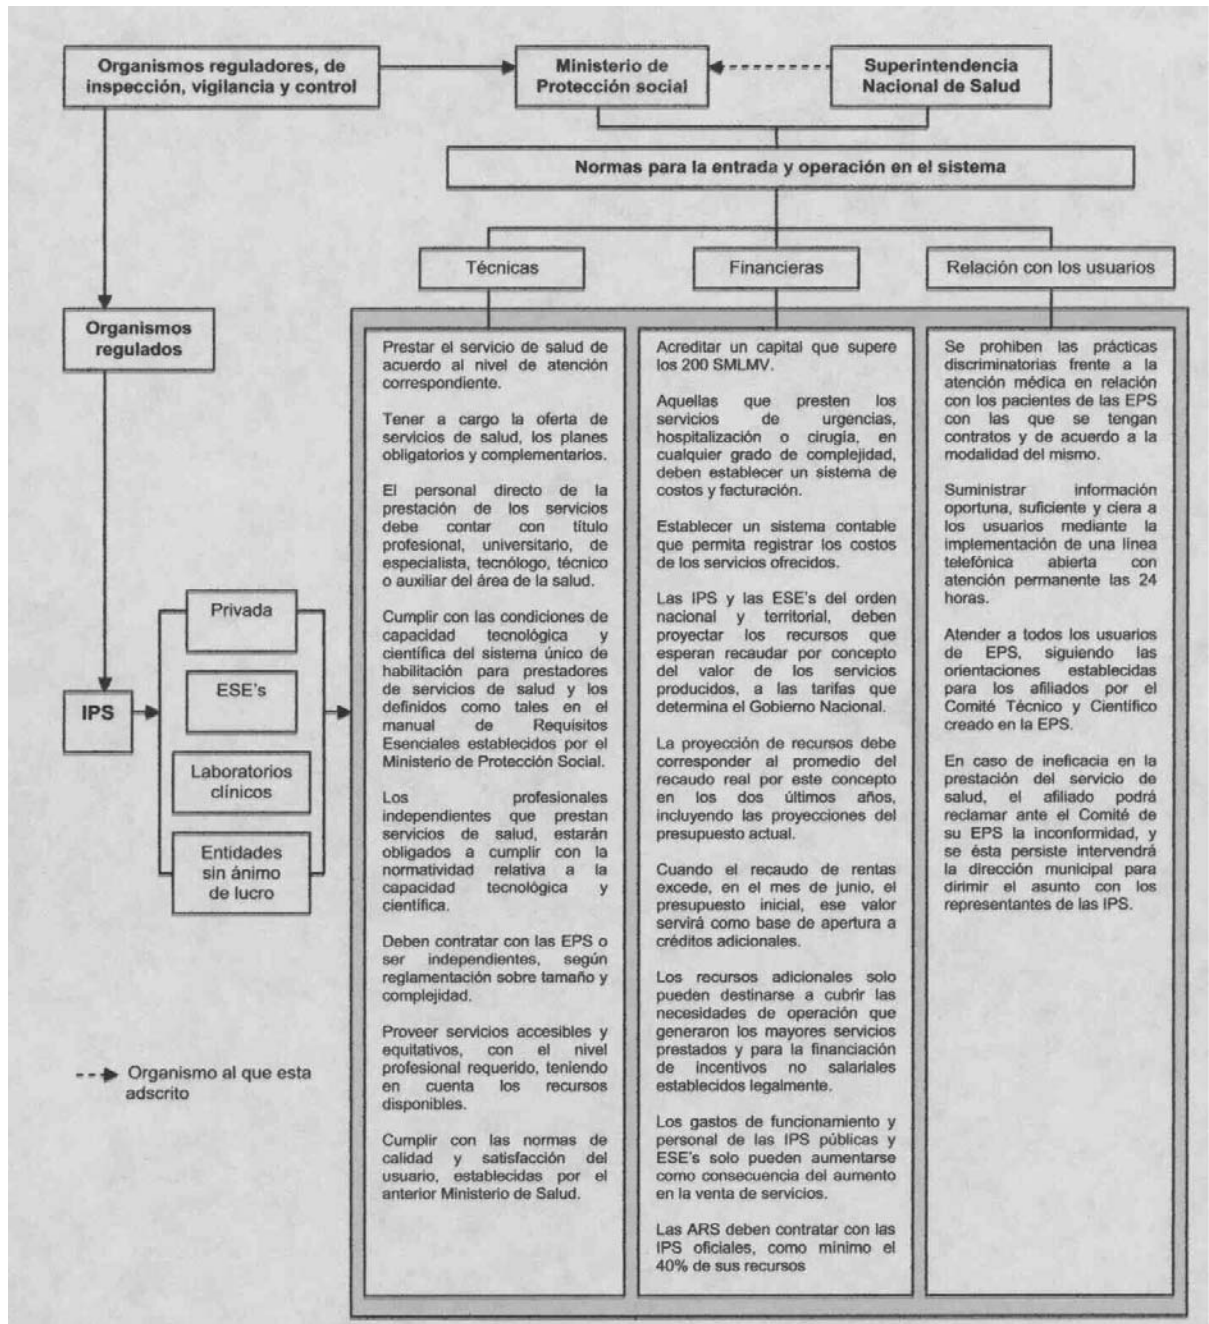 Organismos reguladores, de
inspección, vigilancia y control
Ministerio de
Protección social
Superintendencia
Nacional de Salud
Normas para la entrada y operación en el sistema
Técnicas
Financieras
Relación con los usuarios
Organismos
regulados
IPS
Privada
ESE's
Laboratorios
clínicos
Entidades
sin ánimo
de lucro
Prestar el servicio de salud de
acuerdo al nivel de atención
correspondiente.
Tener a cargo la oferta de
servicios de salud, los planes
obligatorios y complementarios.
El personal directo de la
prestación de los servicios
debe contar con título
profesional, universitario, de
especialista, tecnólogo, técnico
o auxiliar del área de la salud.
Cumplir con las condiciones de
capacidad tecnológica y
científica del sistema único de
habilitación para prestadores
de servicios de salud y los
definidos como tales en el
manual de Requisitos
Esenciales establecidos por el
Ministerio de Protección Social.
Los profesionales
independientes que prestan
servicios de salud, estarán
obligados a cumplir con la
normatividad relativa a la
capacidad tecnológica y
científica.
Deben contratar con las EPS o
ser independientes, según
reglamentación sobre tamaño y
complejidad.
Proveer servicios accesibles y
equitativos, con el nivel
profesional requerido, teniendo
en cuenta los recursos
disponibles.
Cumplir con las normas de
calidad y satisfacción del
usuario, establecidas por el
anterior Ministerio de Salud.
Acreditar un capital que supere
los 200 SMLMV.
Aquellas que presten los
servicios de urgencias,
hospitalización o cirugía, en
cualquier grado de complejidad,
deben establecer un sistema de
costos y facturación.
Establecer un sistema contable
que permita registrar los costos
de los servicios ofrecidos.
Las IPS y las ESE's del orden
nacional y territorial, deben
proyectar los recursos que
esperan recaudar por concepto
del valor de los servicios
producidos, a las tarifas que
determina el Gobierno Nacional.
La proyección de recursos debe
corresponder al promedio del
recaudo real por este concepto
en los dos últimos años,
incluyendo las proyecciones del
presupuesto actual.
Cuando el recaudo de rentas
excede, en el mes de junio, el
presupuesto inicial, ese valor
servirá como base de apertura a
créditos adicionales.
Los recursos adicionales solo
pueden destinarse a cubrir las
necesidades de operación que
generaron los mayores servicios
prestados y para la financiación
de incentivos no salariales
establecidos legalmente.
Los gastos de funcionamiento y
personal de las IPS públicas y
ESE's solo pueden aumentarse
como consecuencia del aumento
en la venta de servicios.
Las ARS deben contratar con las
IPS oficiales, como mínimo el
40% de sus recursos
Se prohiben las prácticas
discriminatorias frente a la
atención médica en relación
con los pacientes de las EPS
con las que se tengan
contratos y de acuerdo a la
modalidad del mismo.
Suministrar información
oportuna, suficiente y ciera a
los usuarios mediante la
implementación de una línea
telefónica abierta con
atención permanente las 24
horas.
Atender a todos los usuarios
de EPS, siguiendo las
orientaciones establecidas
para los afiliados por el
Comité Técnico y Científico
creado en la EPS.
En caso de ineficacia en la
prestación del servicio de
salud, el afiliado podrá
reclamar ante el Comité de
su EPS la inconformidad, y
se ésta persiste intervendrá
la dirección municipal para
dirimir el asunto con los
representantes de las IPS.
Organismo al que esta
adscrito